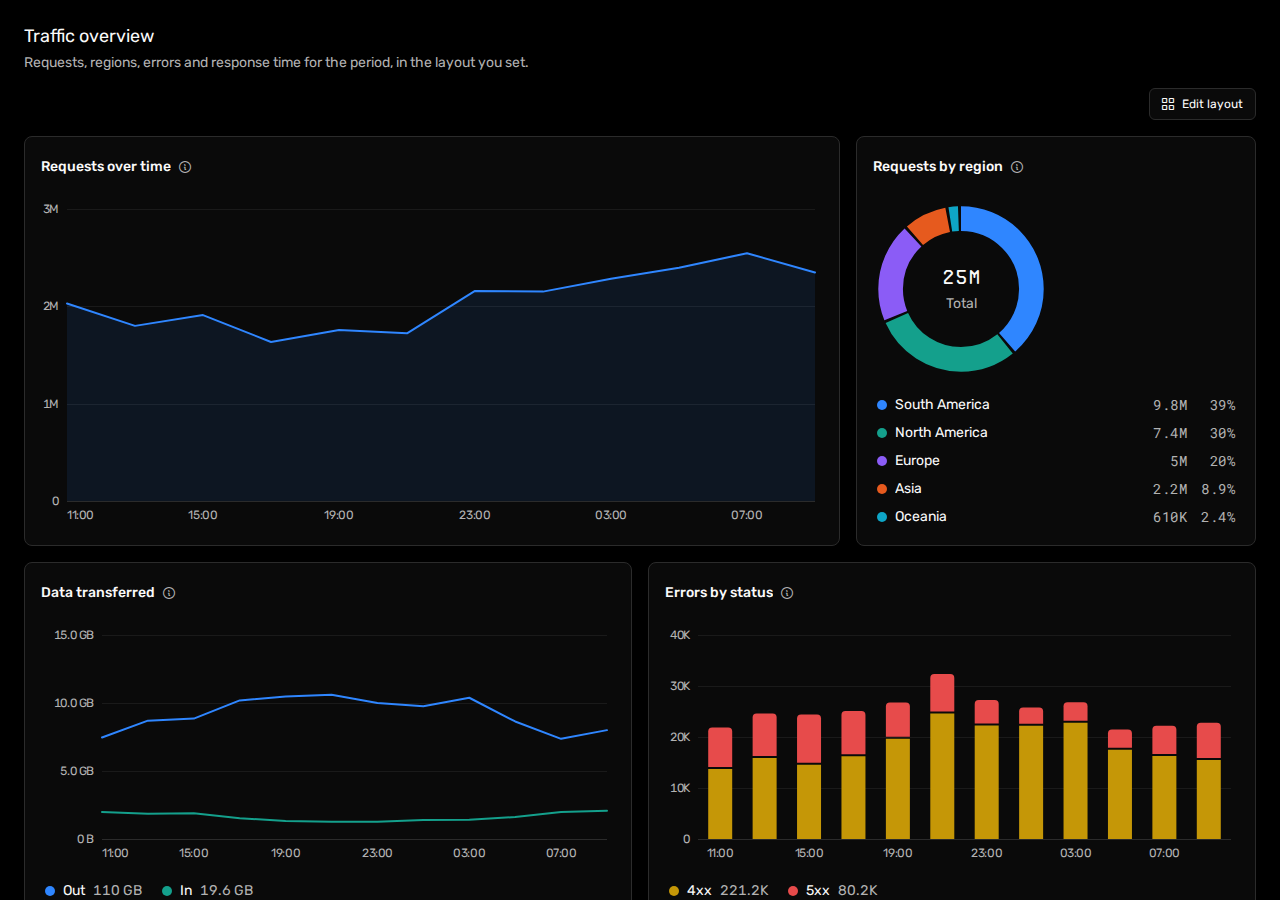 Traffic overview
Requests, regions, errors and response time for the period, in the layout you set.
Edit layout
Requests over time
3M
2M
1M
0
11:00 15:00 19:00 23:00 03:00 07:00
Requests by region
25M
Total
South America 9.8M 39%
North America 7.4M 30%
Europe 5M 20%
Asia 2.2M 8.9%
Oceania 610K 2.4%
Data transferred
15.0 GB
10.0 GB
5.0 GB
0 B
11:00 15:00 19:00 23:00 03:00 07:00
Out 110 GB In 19.6 GB
Errors by status
40K
30K
20K
10K
0
11:00 15:00 19:00 23:00 03:00 07:00
4xx 221.2K 5xx 80.2K